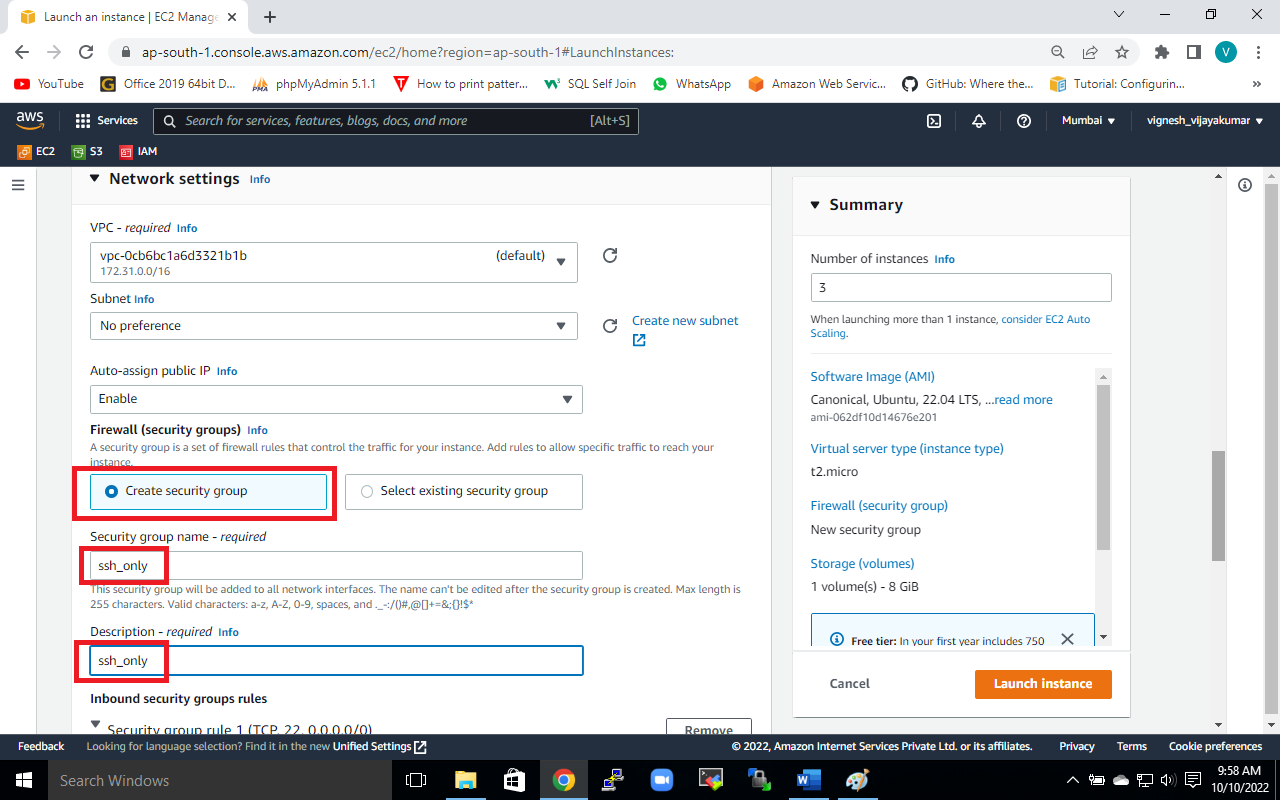 Launch an instance | EC2 Manage
ap-south-1.console.aws.amazon.com/ec2/home?region=ap-south-1#LaunchInstances:
V
YouTube
Office 2019 64bit D...
phpMyAdmin 5.1.1
How to print patter...
SQL Self Join
WhatsApp
Amazon Web Servic...
GitHub: Where the...
Tutorial: Configurin...
»
aws
Services
Search for services, features, blogs, docs, and more
[Alt+S]
Mumbai
vignesh_vijayakumar
EC2
S3
IAM
Network settings Info
VPC - required Info
vpc-0cb6bc1a6d3321b1b
(default)
172.31.0.0/16
Subnet Info
No preference
Create new subnet
Auto-assign public IP Info
Enable
Firewall (security groups) Info
A security group is a set of firewall rules that control the traffic for your instance. Add rules to allow specific traffic to reach your
instance.
Create security group
Select existing security group
Security group name - required
ssh_only
This security group will be added to all network interfaces. The name can't be edited after the security group is created. Max length is
255 characters. Valid characters: a-z, A-Z, 0-9, spaces, and ._-:/()#,@[]+=&;{}!$*
Description - required Info
ssh_only
Inbound security groups rules
Security group rule 1 (TCP, 22, 0.0.0.0/0)
Remove
Summary
Number of instances Info
3
When launching more than 1 instance, consider EC2 Auto
Scaling.
Software Image (AMI)
Canonical, Ubuntu, 22.04 LTS, ...read more
ami-062df10d14676e201
Virtual server type (instance type)
t2.micro
Firewall (security group)
New security group
Storage (volumes)
1 volume(s) - 8 GiB
Free tier: In your first year includes 750
Cancel
Launch instance
Feedback
Looking for language selection? Find it in the new Unified Settings
© 2022, Amazon Internet Services Private Ltd. or its affiliates.
Privacy
Terms
Cookie preferences
Search Windows
9:58 AM
10/10/2022